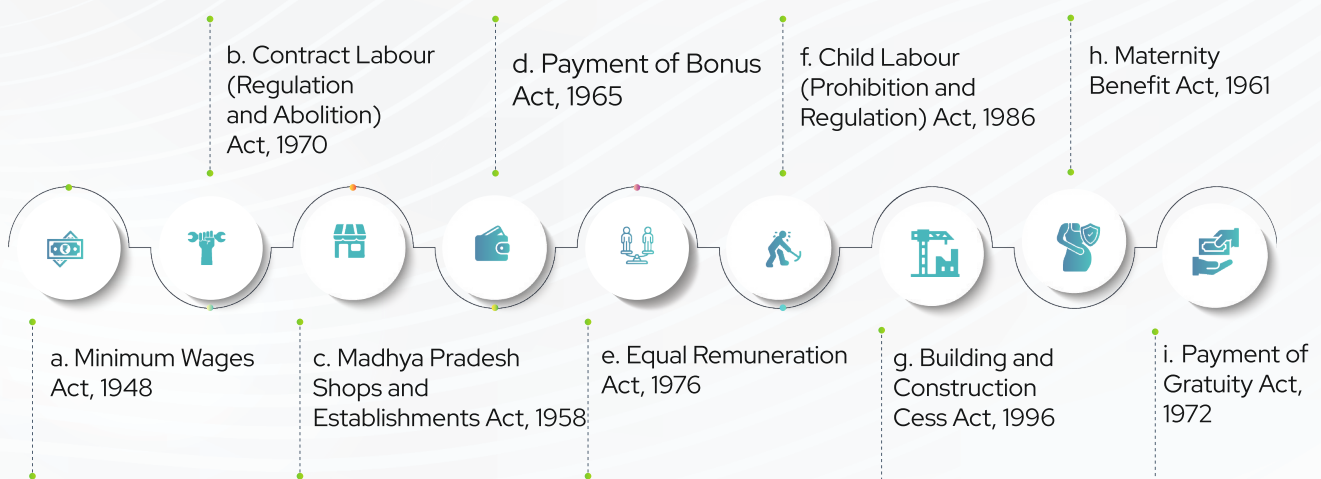 a. Minimum Wages
Act, 1948
b. Contract Labour
(Regulation
and Abolition)
Act, 1970
c. Madhya Pradesh
Shops and
Establishments Act, 1958
d. Payment of Bonus
Act, 1965
e. Equal Remuneration
Act, 1976
f. Child Labour
(Prohibition and
Regulation) Act, 1986
g. Building and
Construction
Cess Act, 1996
h. Maternity
Benefit Act, 1961
i. Payment of
Gratuity Act,
1972